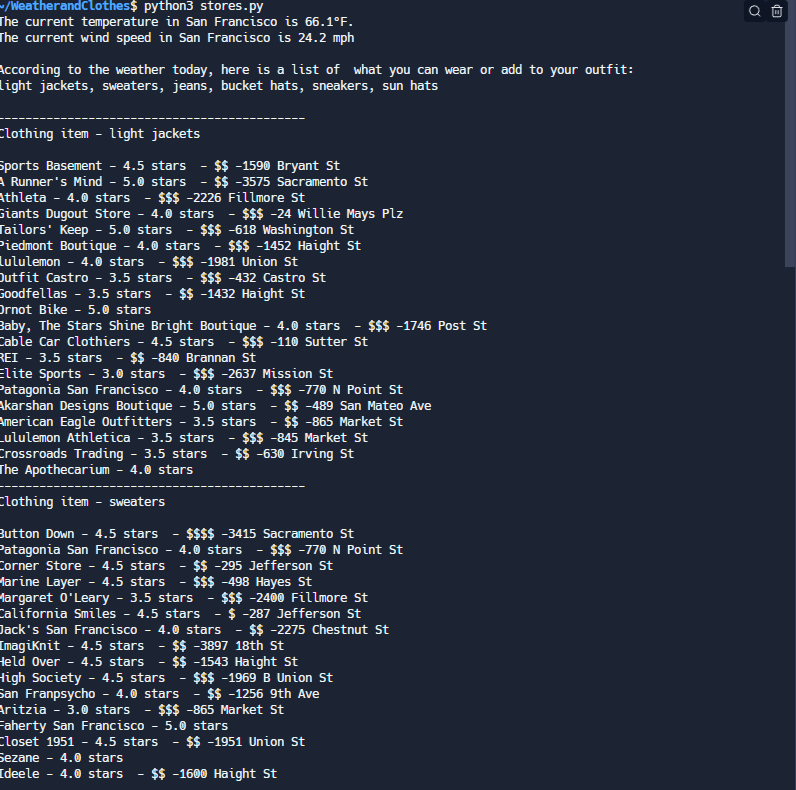 ~/WeatherandClothes$ python3 stores.py
The current temperature in San Francisco is 66.1°F.
The current wind speed in San Francisco is 24.2 mph

According to the weather today, here is a list of  what you can wear or add to your outfit:
light jackets, sweaters, jeans, bucket hats, sneakers, sun hats

--------------------------------------------
Clothing item - light jackets

Sports Basement - 4.5 stars  - $$ -1590 Bryant St
A Runner's Mind - 5.0 stars  - $$ -3575 Sacramento St
Athleta - 4.0 stars  - $$$ -2226 Fillmore St
Giants Dugout Store - 4.0 stars  - $$$ -24 Willie Mays Plz
Tailors' Keep - 5.0 stars  - $$$ -618 Washington St
Piedmont Boutique - 4.0 stars  - $$$ -1452 Haight St
lululemon - 4.0 stars  - $$$ -1981 Union St
Outfit Castro - 3.5 stars  - $$$ -432 Castro St
Goodfellas - 3.5 stars  - $$ -1432 Haight St
Ornot Bike - 5.0 stars
Baby, The Stars Shine Bright Boutique - 4.0 stars  - $$$ -1746 Post St
Cable Car Clothiers - 4.5 stars  - $$$ -110 Sutter St
REI - 3.5 stars  - $$ -840 Brannan St
Elite Sports - 3.0 stars  - $$$ -2637 Mission St
Patagonia San Francisco - 4.0 stars  - $$$ -770 N Point St
Akarshan Designs Boutique - 5.0 stars  - $$ -489 San Mateo Ave
American Eagle Outfitters - 3.5 stars  - $$ -865 Market St
Lululemon Athletica - 3.5 stars  - $$$ -845 Market St
Crossroads Trading - 3.5 stars  - $$ -630 Irving St
The Apothecarium - 4.0 stars
--------------------------------------------
Clothing item - sweaters

Button Down - 4.5 stars  - $$$$ -3415 Sacramento St
Patagonia San Francisco - 4.0 stars  - $$$ -770 N Point St
Corner Store - 4.5 stars  - $$ -295 Jefferson St
Marine Layer - 4.5 stars  - $$$ -498 Hayes St
Margaret O'Leary - 3.5 stars  - $$$ -2400 Fillmore St
California Smiles - 4.5 stars  - $ -287 Jefferson St
Jack's San Francisco - 4.0 stars  - $$ -2275 Chestnut St
ImagiKnit - 4.5 stars  - $$ -3897 18th St
Held Over - 4.5 stars  - $$ -1543 Haight St
High Society - 4.5 stars  - $$$ -1969 B Union St
San Franpsycho - 4.0 stars  - $$ -1256 9th Ave
Aritzia - 3.0 stars  - $$$ -865 Market St
Faherty San Francisco - 5.0 stars
Closet 1951 - 4.5 stars  - $$ -1951 Union St
Sezane - 4.0 stars
Ideele - 4.0 stars  - $$ -1600 Haight St